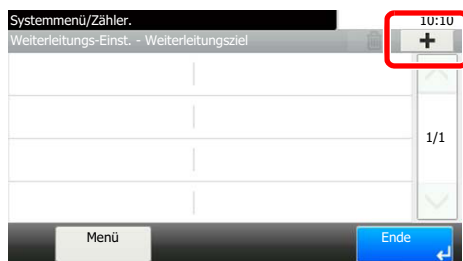 Systemmenü/Zähler. 10:10
Weiterleitungs-Einst. - Weiterleitungsziel
1/1
Menü Ende